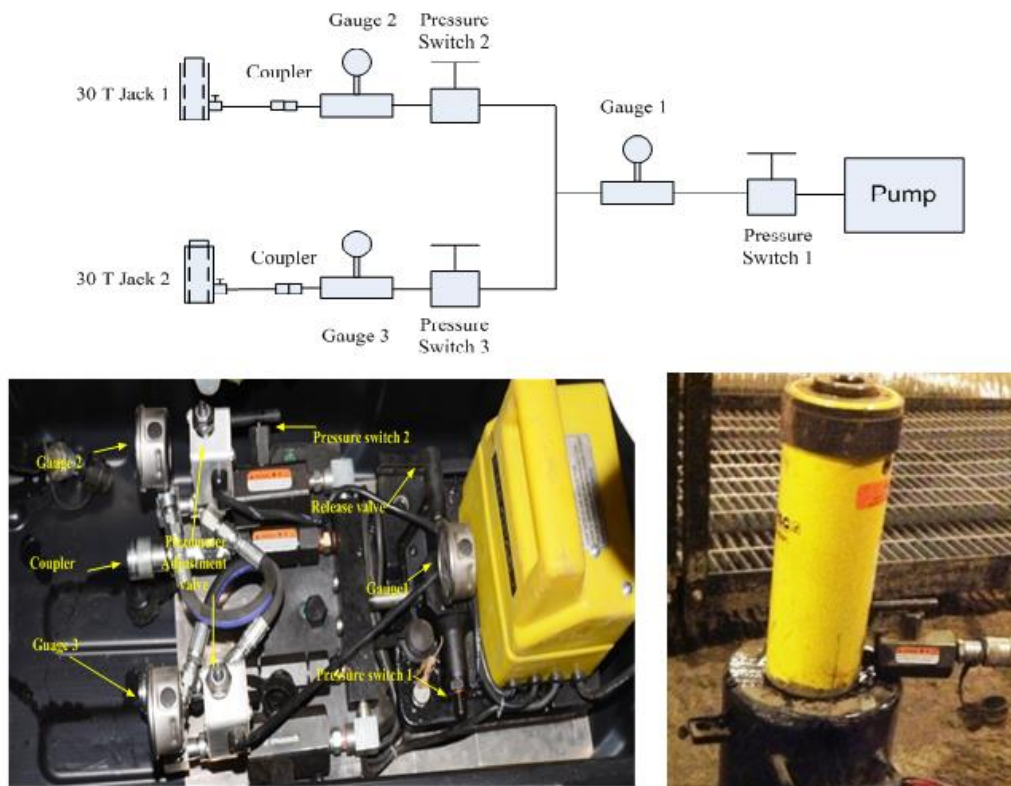 Gauge 2
Pressure
Switch 2
Coupler
30 T Jack 1
Gauge 1
Pump
Pressure
Switch 1
Coupler
30 T Jack 2
Gauge 3
Pressure
Switch 3
Gauge 2
Pressure switch 2
Release valve
Coupler
Adjustment
valve
Gauge1
Guage 3
Pressure switch 1